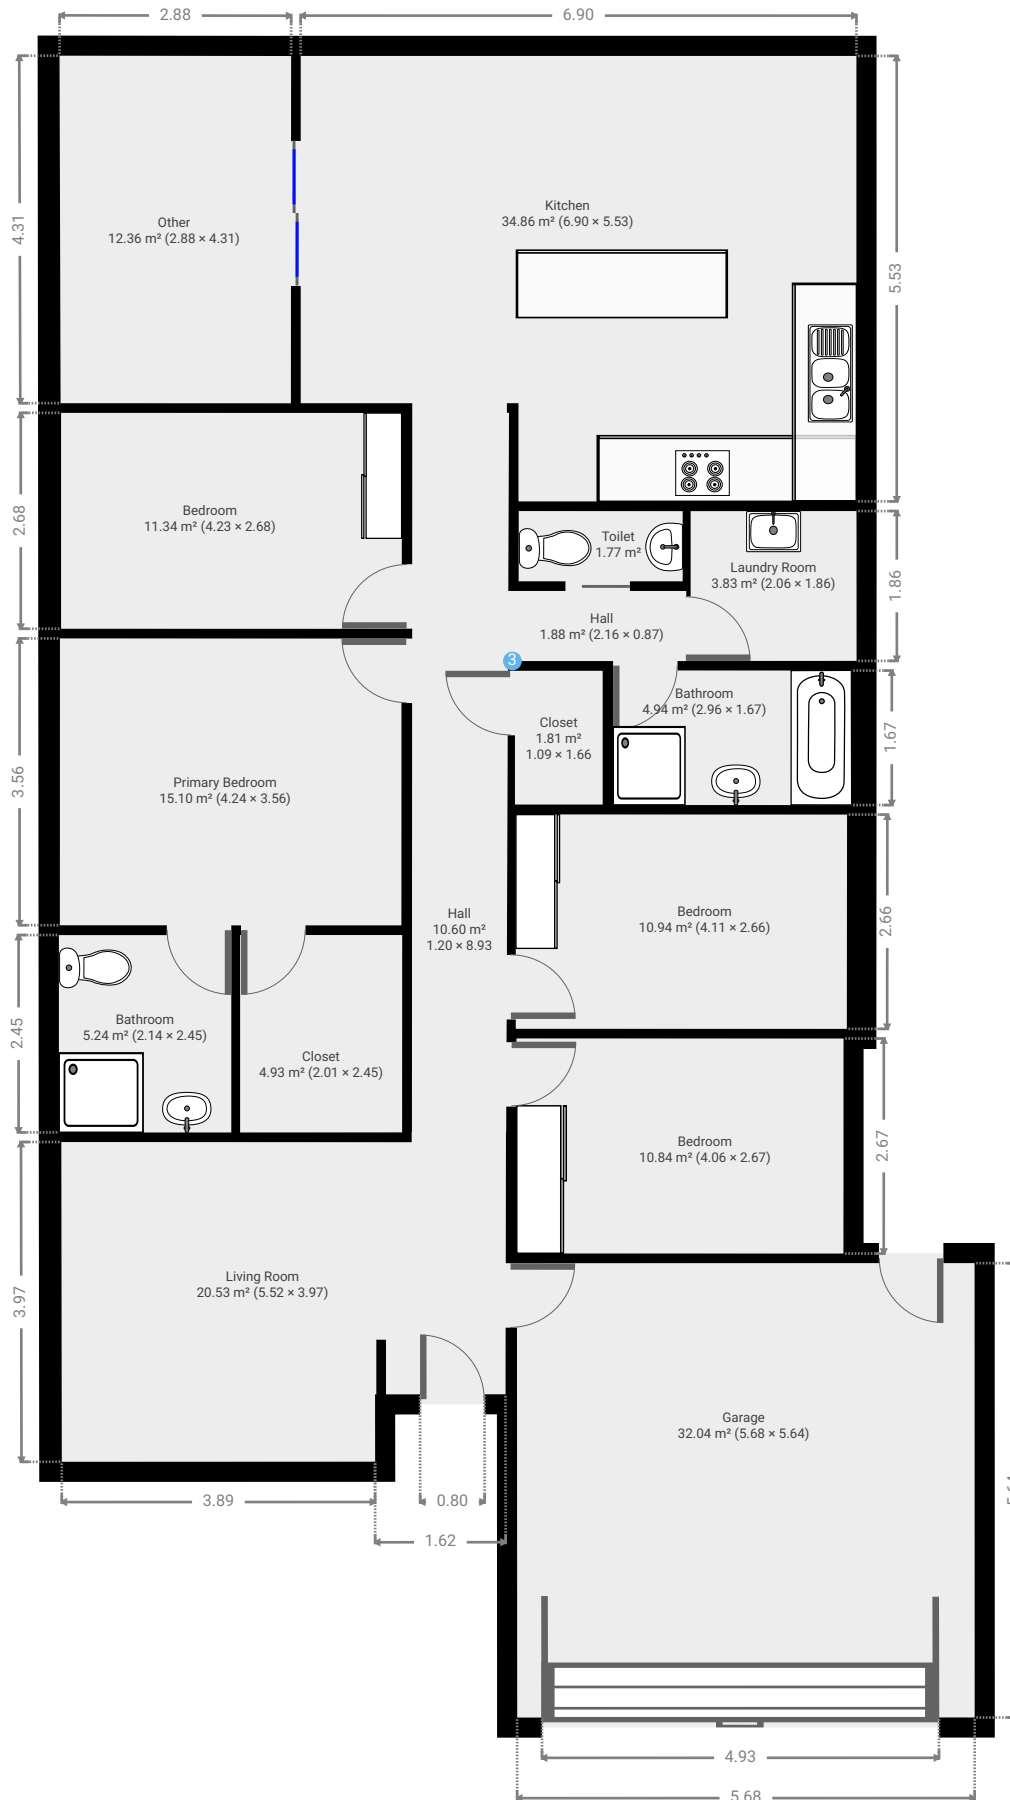 2.88
6.90
4.31
5.53
Other
12.36 m² (2.88 × 4.31)
Kitchen
34.86 m² (6.90 × 5.53)
2.68
Bedroom
11.34 m² (4.23 × 2.68)
Toilet
1.77 m²
Laundry Room
3.83 m² (2.06 × 1.86)
1.86
Hall
1.88 m² (2.16 × 0.87)
3
Bathroom
4.94 m² (2.96 × 1.67)
Closet
1.81 m²
1.09 × 1.66
1.67
3.56
Primary Bedroom
15.10 m² (4.24 × 3.56)
Hall
10.60 m²
1.20 × 8.93
Bedroom
10.94 m² (4.11 × 2.66)
2.66
2.45
Bathroom
5.24 m² (2.14 × 2.45)
Closet
4.93 m² (2.01 × 2.45)
Bedroom
10.84 m² (4.06 × 2.67)
2.67
3.97
Living Room
20.53 m² (5.52 × 3.97)
Garage
32.04 m² (5.68 × 5.64)
3.89
0.80
1.62
4.93
5.68